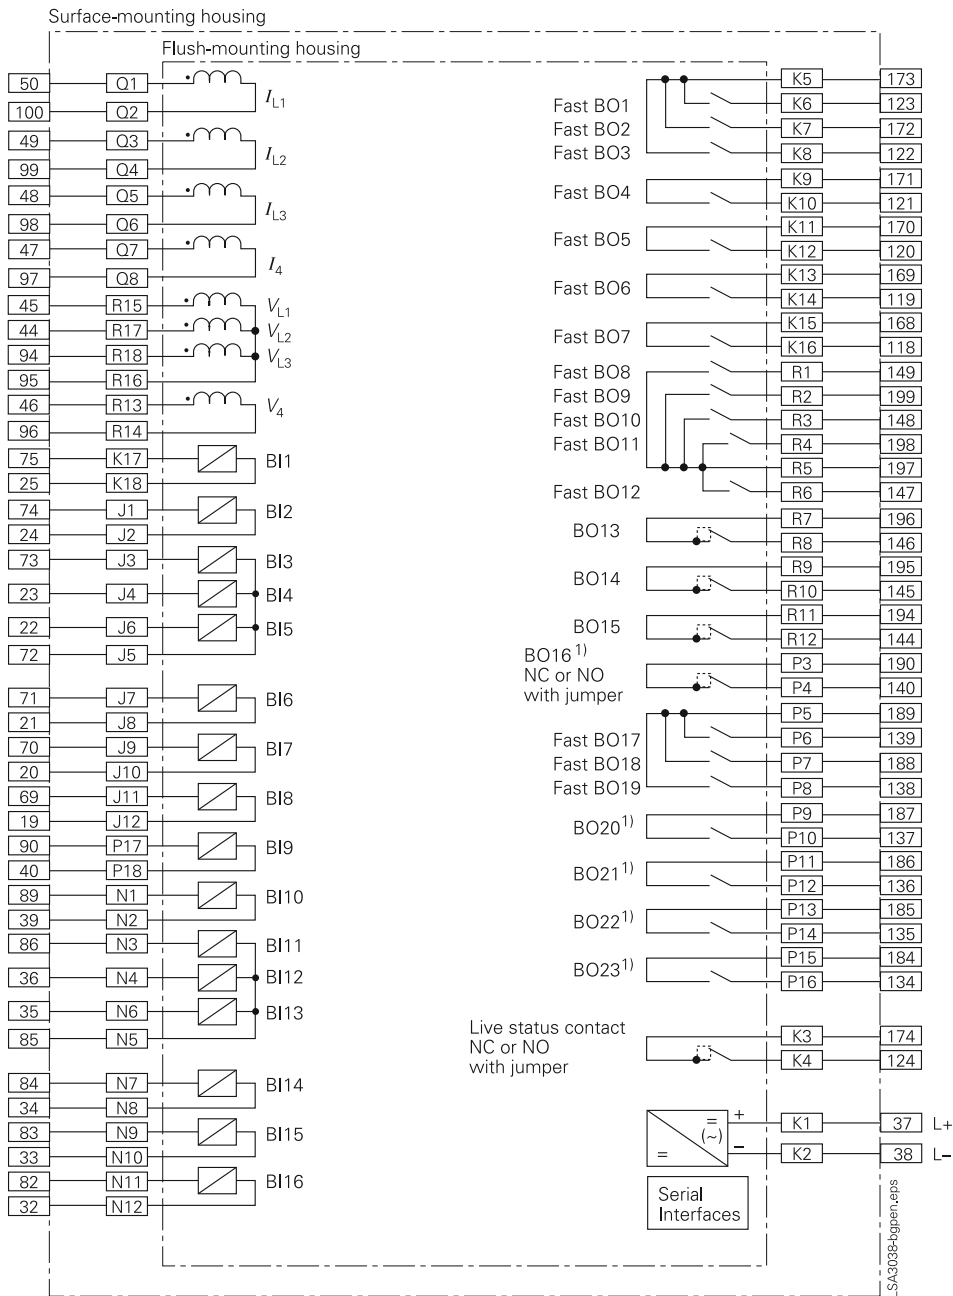 Surface-mounting housing
Flush-mounting housing
50 Q1 K5 173
I L1
100 Q2 Fast BO1 K6 123
49 Q3 Fast BO2 K7 172
I L2
99 Q4 Fast BO3 K8 122
48 Q5 K9 171
I L3
98 Q6 Fast BO4 K10 121
47 Q7 K11 170
I 4
97 Q8 Fast BO5 K12 120
45 R15 V L1 K13 169
Fast BO6 K14 119
44 R17 V L2 K15 168
94 R18 V L3 Fast BO7 K16 118
95 R16 Fast BO8 R1 149
46 R13 V 4 Fast BO9 R2 199
96 R14 Fast BO10 R3 148
75 K17 BI1 Fast BO11 R4 198
25 K18 R5 197
74 J1 BI2 Fast BO12 R6 147
24 J2 R7 196
BO13 R8 146
73 J3 BI3 R9 195
23 J4 BI4 BO14 R10 145
22 J6 BI5 R11 194
BO15 R12 144
72 J5 BO16 1) P3 190
NC or NO
71 J7 BI6 with jumper P4 140
21 J8 P5 189
70 J9 BI7 Fast BO17 P6 139
20 J10 Fast BO18 P7 188
69 J11 BI8 Fast BO19 P8 138
19 J12 P9 187
90 P17 BI9 BO20 1) P10 137
40 P18 P11 186
89 N1 BI10 BO21 1) P12 136
39 N2 P13 185
86 N3 BI11 BO22 1) P14 135
P15 184
36 N4 BI12 BO23 1) P16 134
35 N6 BI13
85 N5 Live status contact K3 174
NC or NO
with jumper K4 124
84 N7 BI14
34 N8
83 N9 BI15 = + K1 37 L+
(~)
33 N10 = − K2 38 L−
82 N11 BI16 Serial
32 N12 Interfaces
LSA3038-bgpen.eps